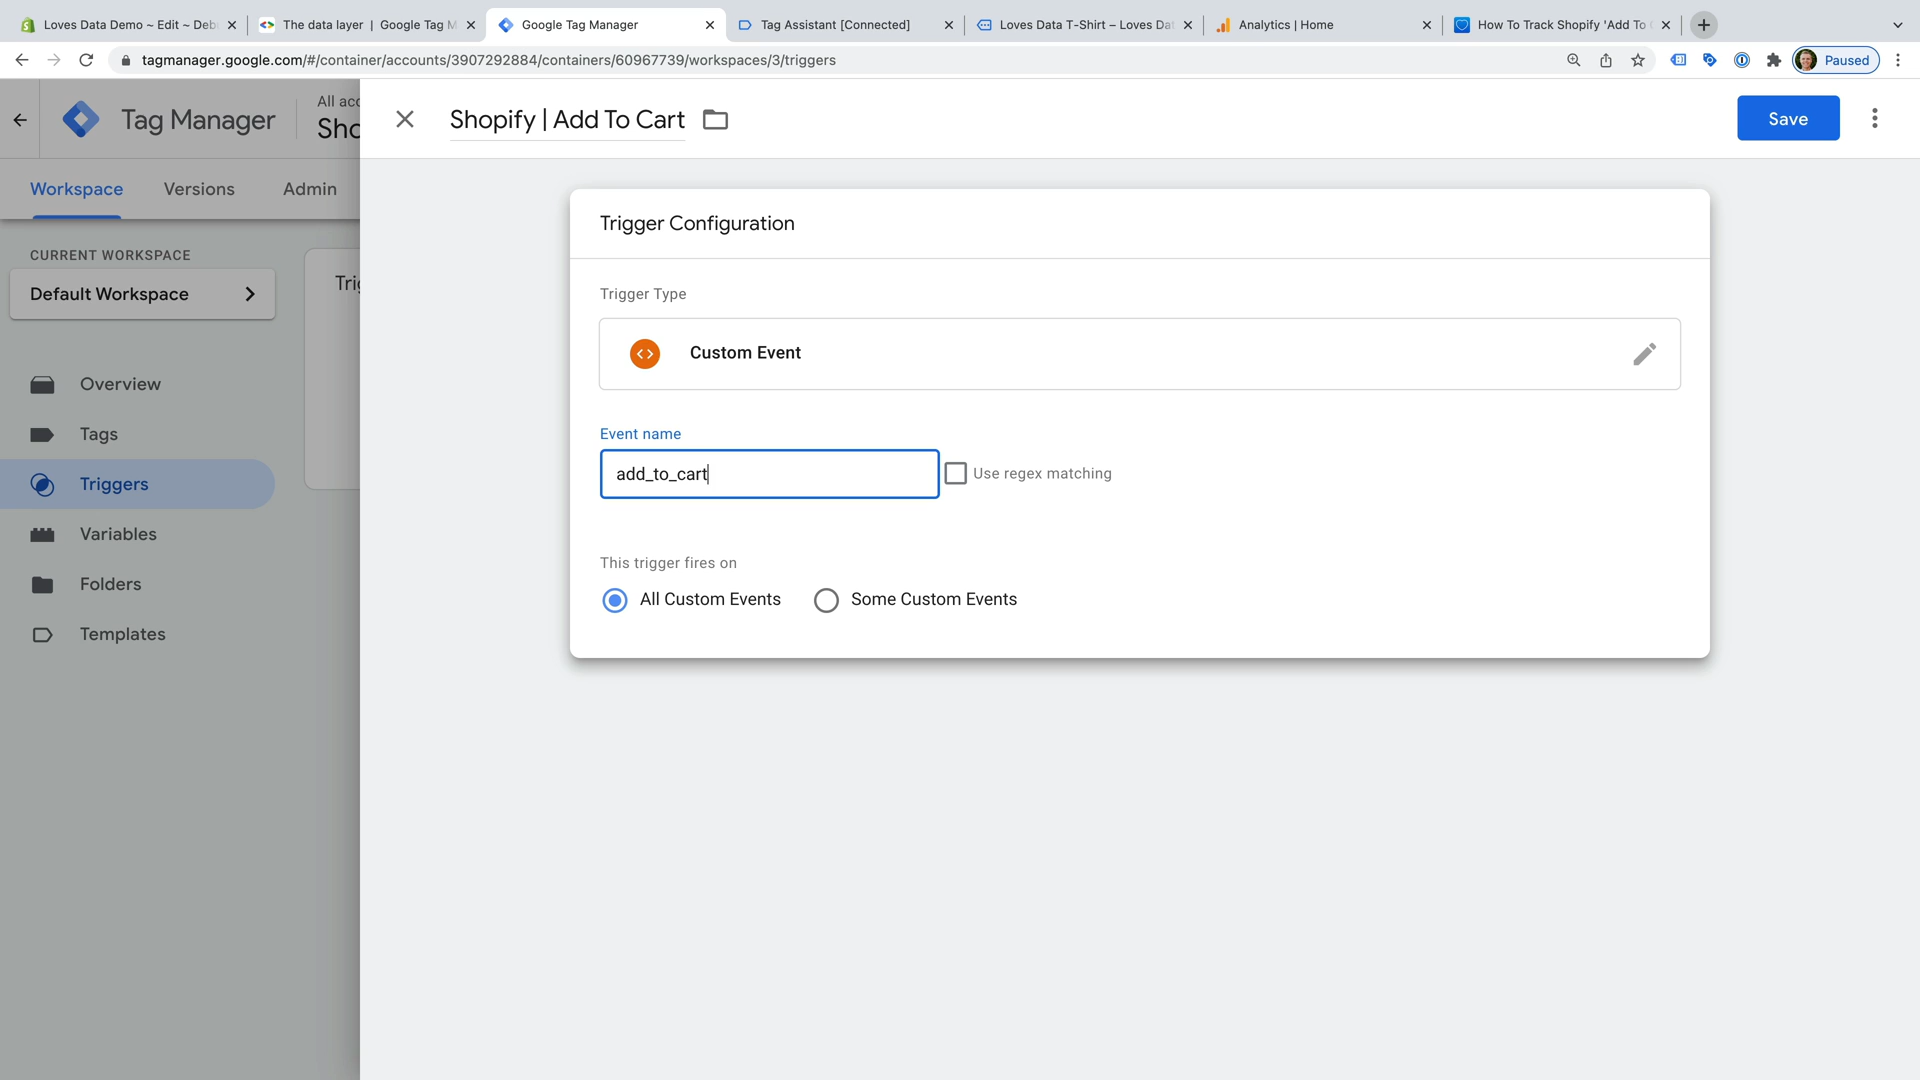 Loves Data Demo ~ Edit ~ Deb
The data layer | Google Tag M
Google Tag Manager
Tag Assistant [Connected]
Loves Data T-Shirt – Loves Dat
Analytics | Home
How To Track Shopify 'Add To C
tagmanager.google.com/#/container/accounts/3907292884/containers/60967739/workspaces/3/triggers
Paused
Tag Manager
All acc
Sho
Shopify | Add To Cart
Save
Workspace
Versions
Admin
CURRENT WORKSPACE
Default Workspace
Trig
Overview
Tags
Triggers
Variables
Folders
Templates
Trigger Configuration
Trigger Type
Custom Event
Event name
add_to_cart
Use regex matching
This trigger fires on
All Custom Events
Some Custom Events